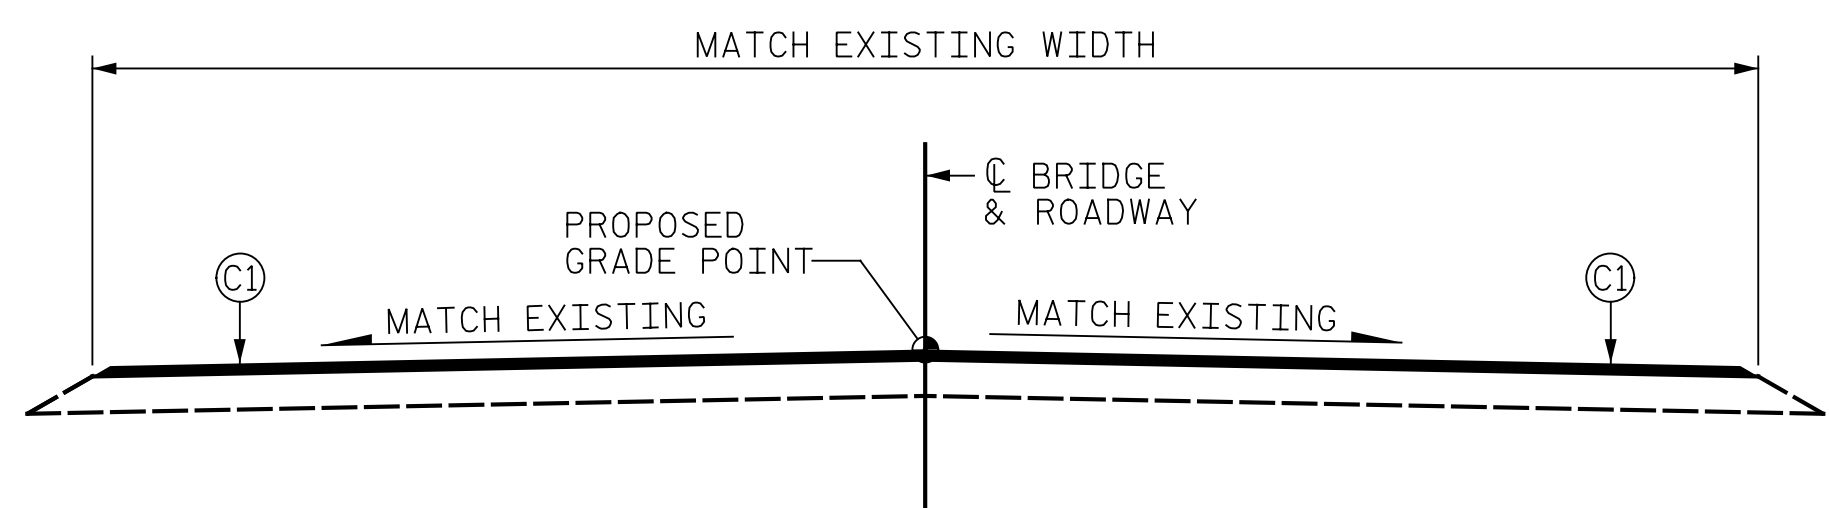 MATCH EXISTING WIDTH
℄ BRIDGE
& ROADWAY
PROPOSED
GRADE POINT
C1
C1
MATCH EXISTING
MATCH EXISTING